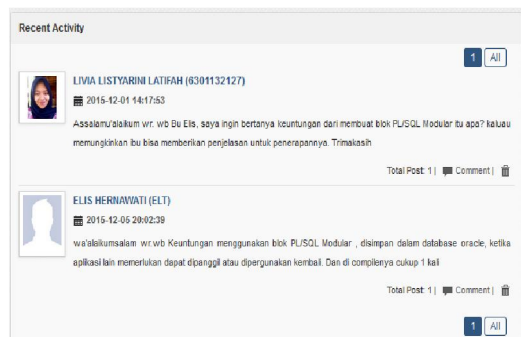 Recent Activity
1 All
LIVIA LISTYARINI LATIFAH (6301132127)
2015-12-01 14:17:53
Assalamu'alaikum wr. wb Bu Elis, saya ingin bertanya keuntungan dari membuat blok PL/SQL Modular itu apa? kaluau
memungkinkan ibu bisa memberikan penjelasan untuk penerapannya. Trimakasih
Total Post: 1 | Comment |
ELIS HERNAWATI (ELT)
2015-12-05 20:02:39
wa'alaikumsalam wr.wb Keuntungan menggunakan blok PL/SQL Modular , disimpan dalam database oracle, ketika
aplikasi lain memerlukan dapat dipanggil atau dipergunakan kembali. Dan di compilenya cukup 1 kali
Total Post: 1 | Comment |
1 All